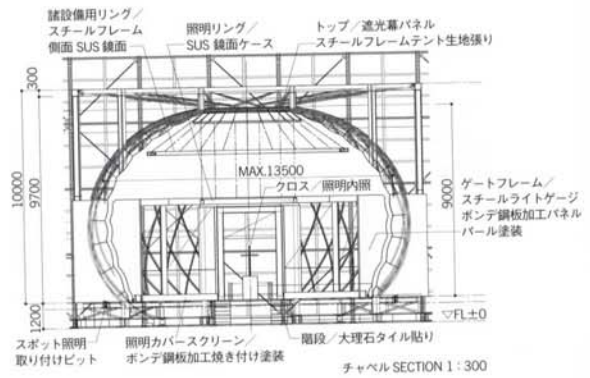 諸設備用リング／
スチールフレーム
側面 SUS 鏡面
照明リング／
SUS 鏡面ケース
トップ／遮光幕パネル
スチールフレームテント生地張り
300
10000
9700
1200
MAX.13500
クロス／照明内照
9000
ゲートフレーム／
スチールライトゲージ
ボンデ鋼板加工パネル
パール塗装
▽FL±0
スポット照明
取り付けピット
照明カバースクリーン／
ボンデ鋼板加工焼き付け塗装
階段／大理石タイル貼り
チャペル SECTION 1：300